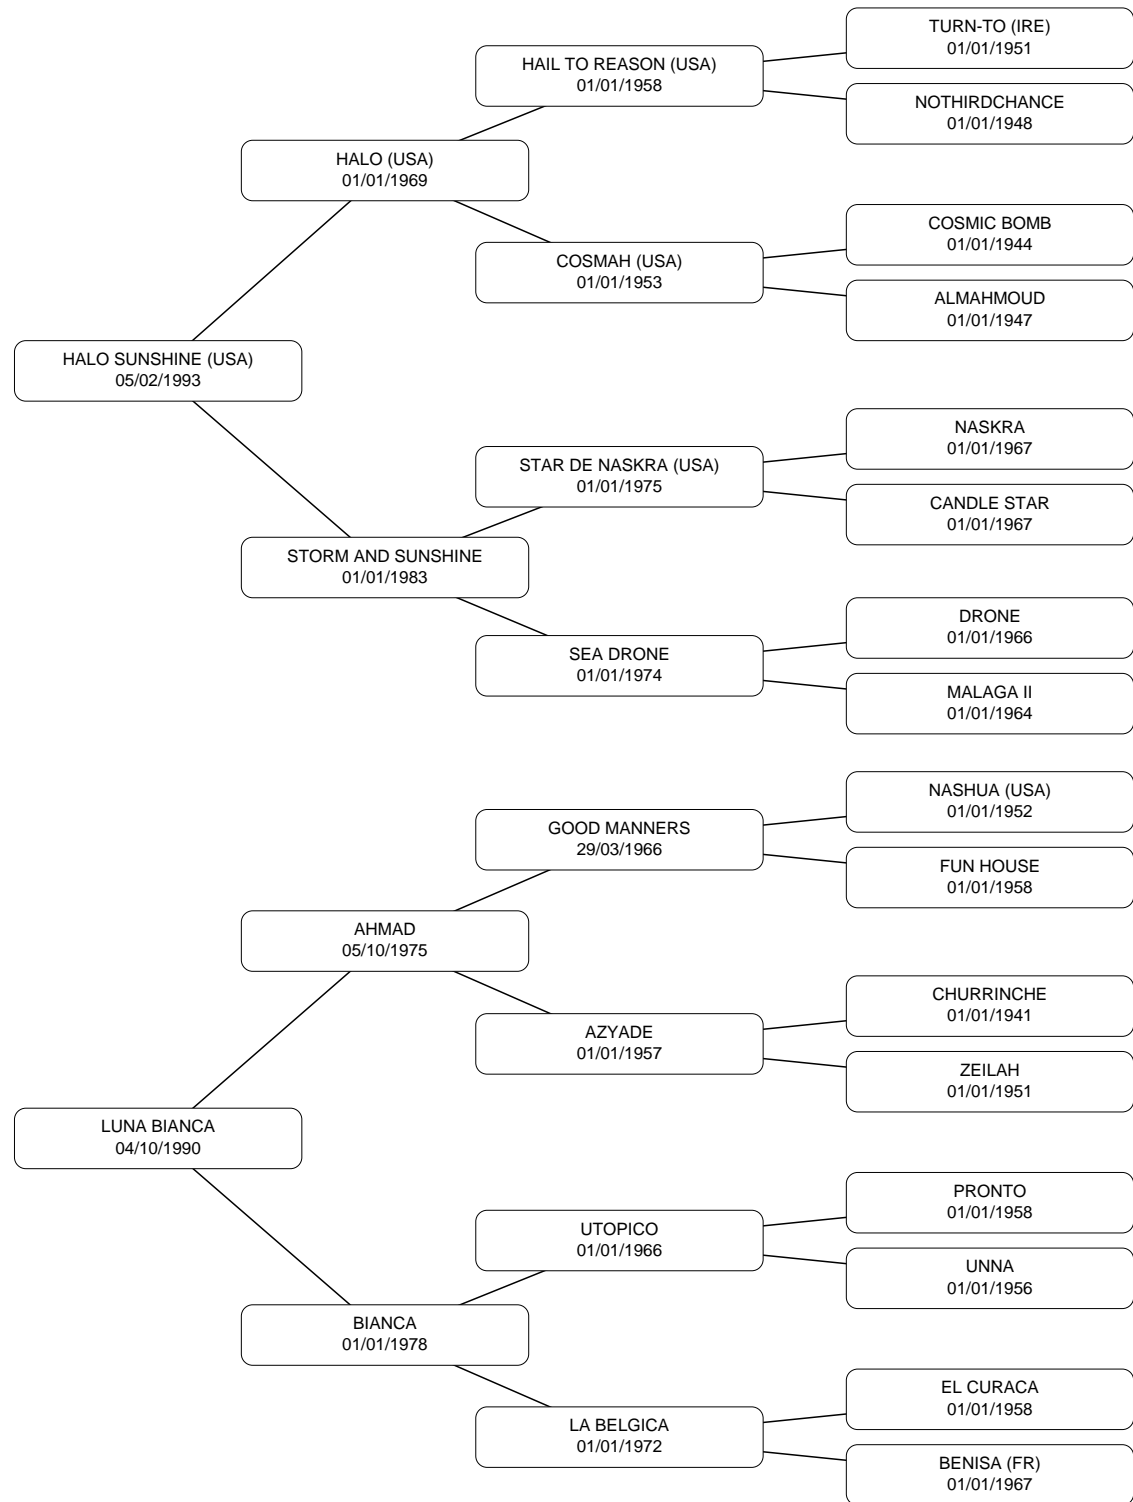 TURN-TO (IRE)
01/01/1951
HAIL TO REASON (USA)
01/01/1958
NOTHIRDCHANCE
01/01/1948
HALO (USA)
01/01/1969
COSMIC BOMB
01/01/1944
COSMAH (USA)
01/01/1953
ALMAHMOUD
01/01/1947
HALO SUNSHINE (USA)
05/02/1993
NASKRA
01/01/1967
STAR DE NASKRA (USA)
01/01/1975
CANDLE STAR
01/01/1967
STORM AND SUNSHINE
01/01/1983
DRONE
01/01/1966
SEA DRONE
01/01/1974
MALAGA II
01/01/1964
NASHUA (USA)
01/01/1952
GOOD MANNERS
29/03/1966
FUN HOUSE
01/01/1958
AHMAD
05/10/1975
CHURRINCHE
01/01/1941
AZYADE
01/01/1957
ZEILAH
01/01/1951
LUNA BIANCA
04/10/1990
PRONTO
01/01/1958
UTOPICO
01/01/1966
UNNA
01/01/1956
BIANCA
01/01/1978
EL CURACA
01/01/1958
LA BELGICA
01/01/1972
BENISA (FR)
01/01/1967